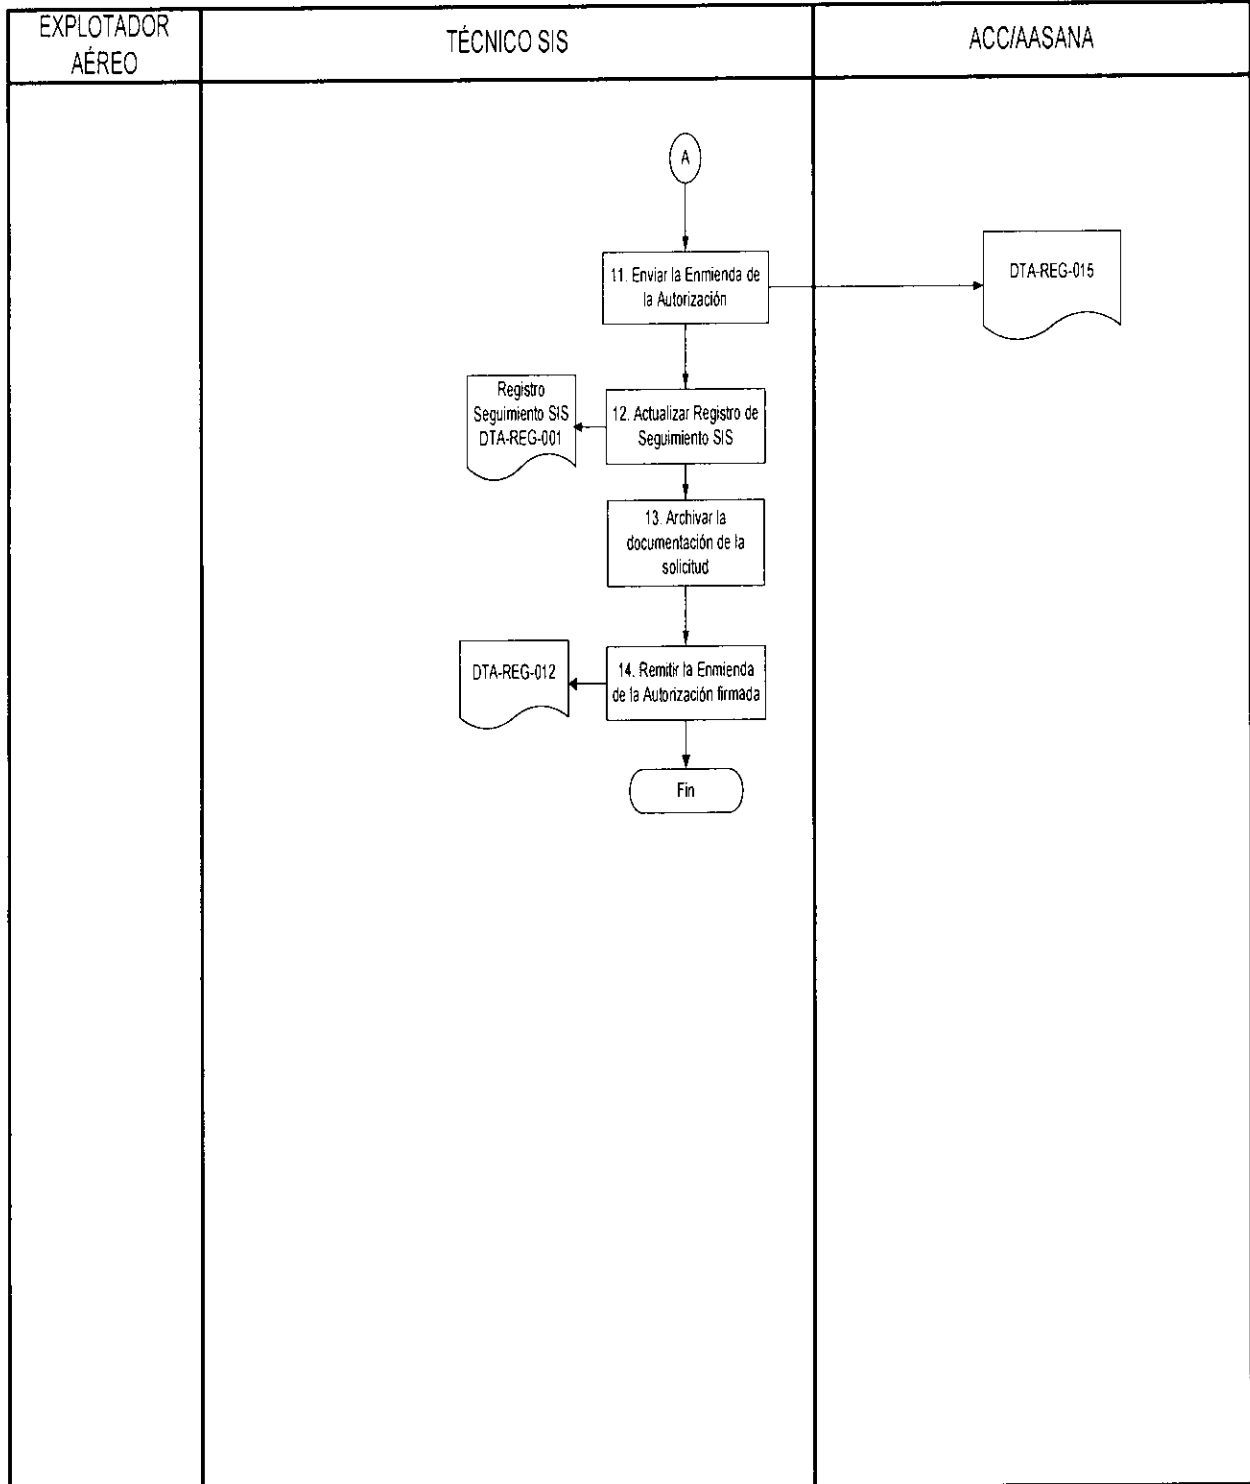 EXPLOTADOR
AÉREO
TÉCNICO SIS
ACC/AASANA
A
11. Enviar la Enmienda de
la Autorización
DTA-REG-015
Registro
Seguimiento SIS
DTA-REG-001
12. Actualizar Registro de
Seguimiento SIS
13. Archivar la
documentación de la
solicitud
DTA-REG-012
14. Remitir la Enmienda
de la Autorización firmada
Fin